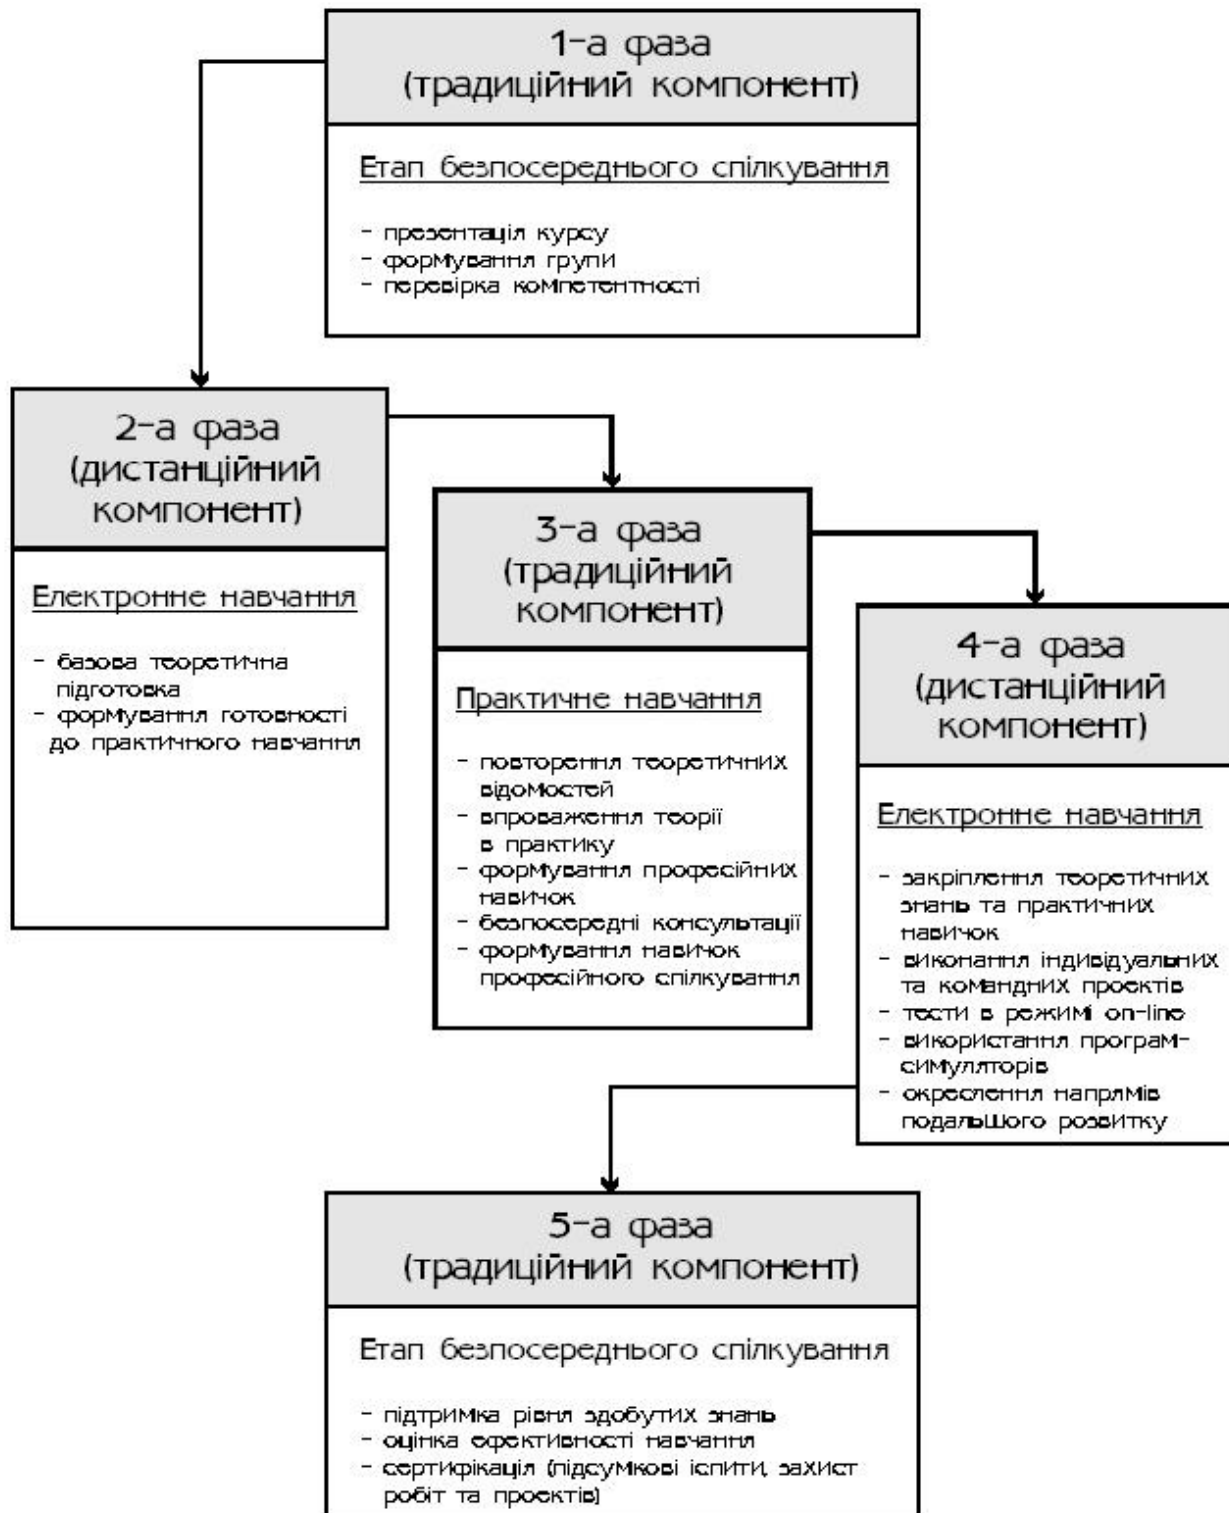 1-а фаза
(традиційний компонент)
Етап безпосереднього спілкування
- презентація курсу
- формування групи
- перевірка компетентності
2-а фаза
(дистанційний
компонент)
Електронне навчання
- базова теоретична
підготовка
- формування готовності
до практичного навчання
3-а фаза
(традиційний
компонент)
Практичне навчання
- повторення теоретичних
відомостей
- впроваження теорії
в практику
- формування професійних
навичок
- безпосередні консультації
- формування навичок
професійного спілкування
4-а фаза
(дистанційний
компонент)
Електронне навчання
- закріплення теоретичних
знань та практичних
навичок
- виконання індивідуальних
та командних проектів
- тести в режимі on-line
- використання програм-
симуляторів
- окреслення напрямів
подальшого розвитку
5-а фаза
(традиційний компонент)
Етап безпосереднього спілкування
- підтримка рівня здобутих знань
- оцінка ефективності навчання
- сертифікація (підсумкові іспити, захист
робіт та проектів)